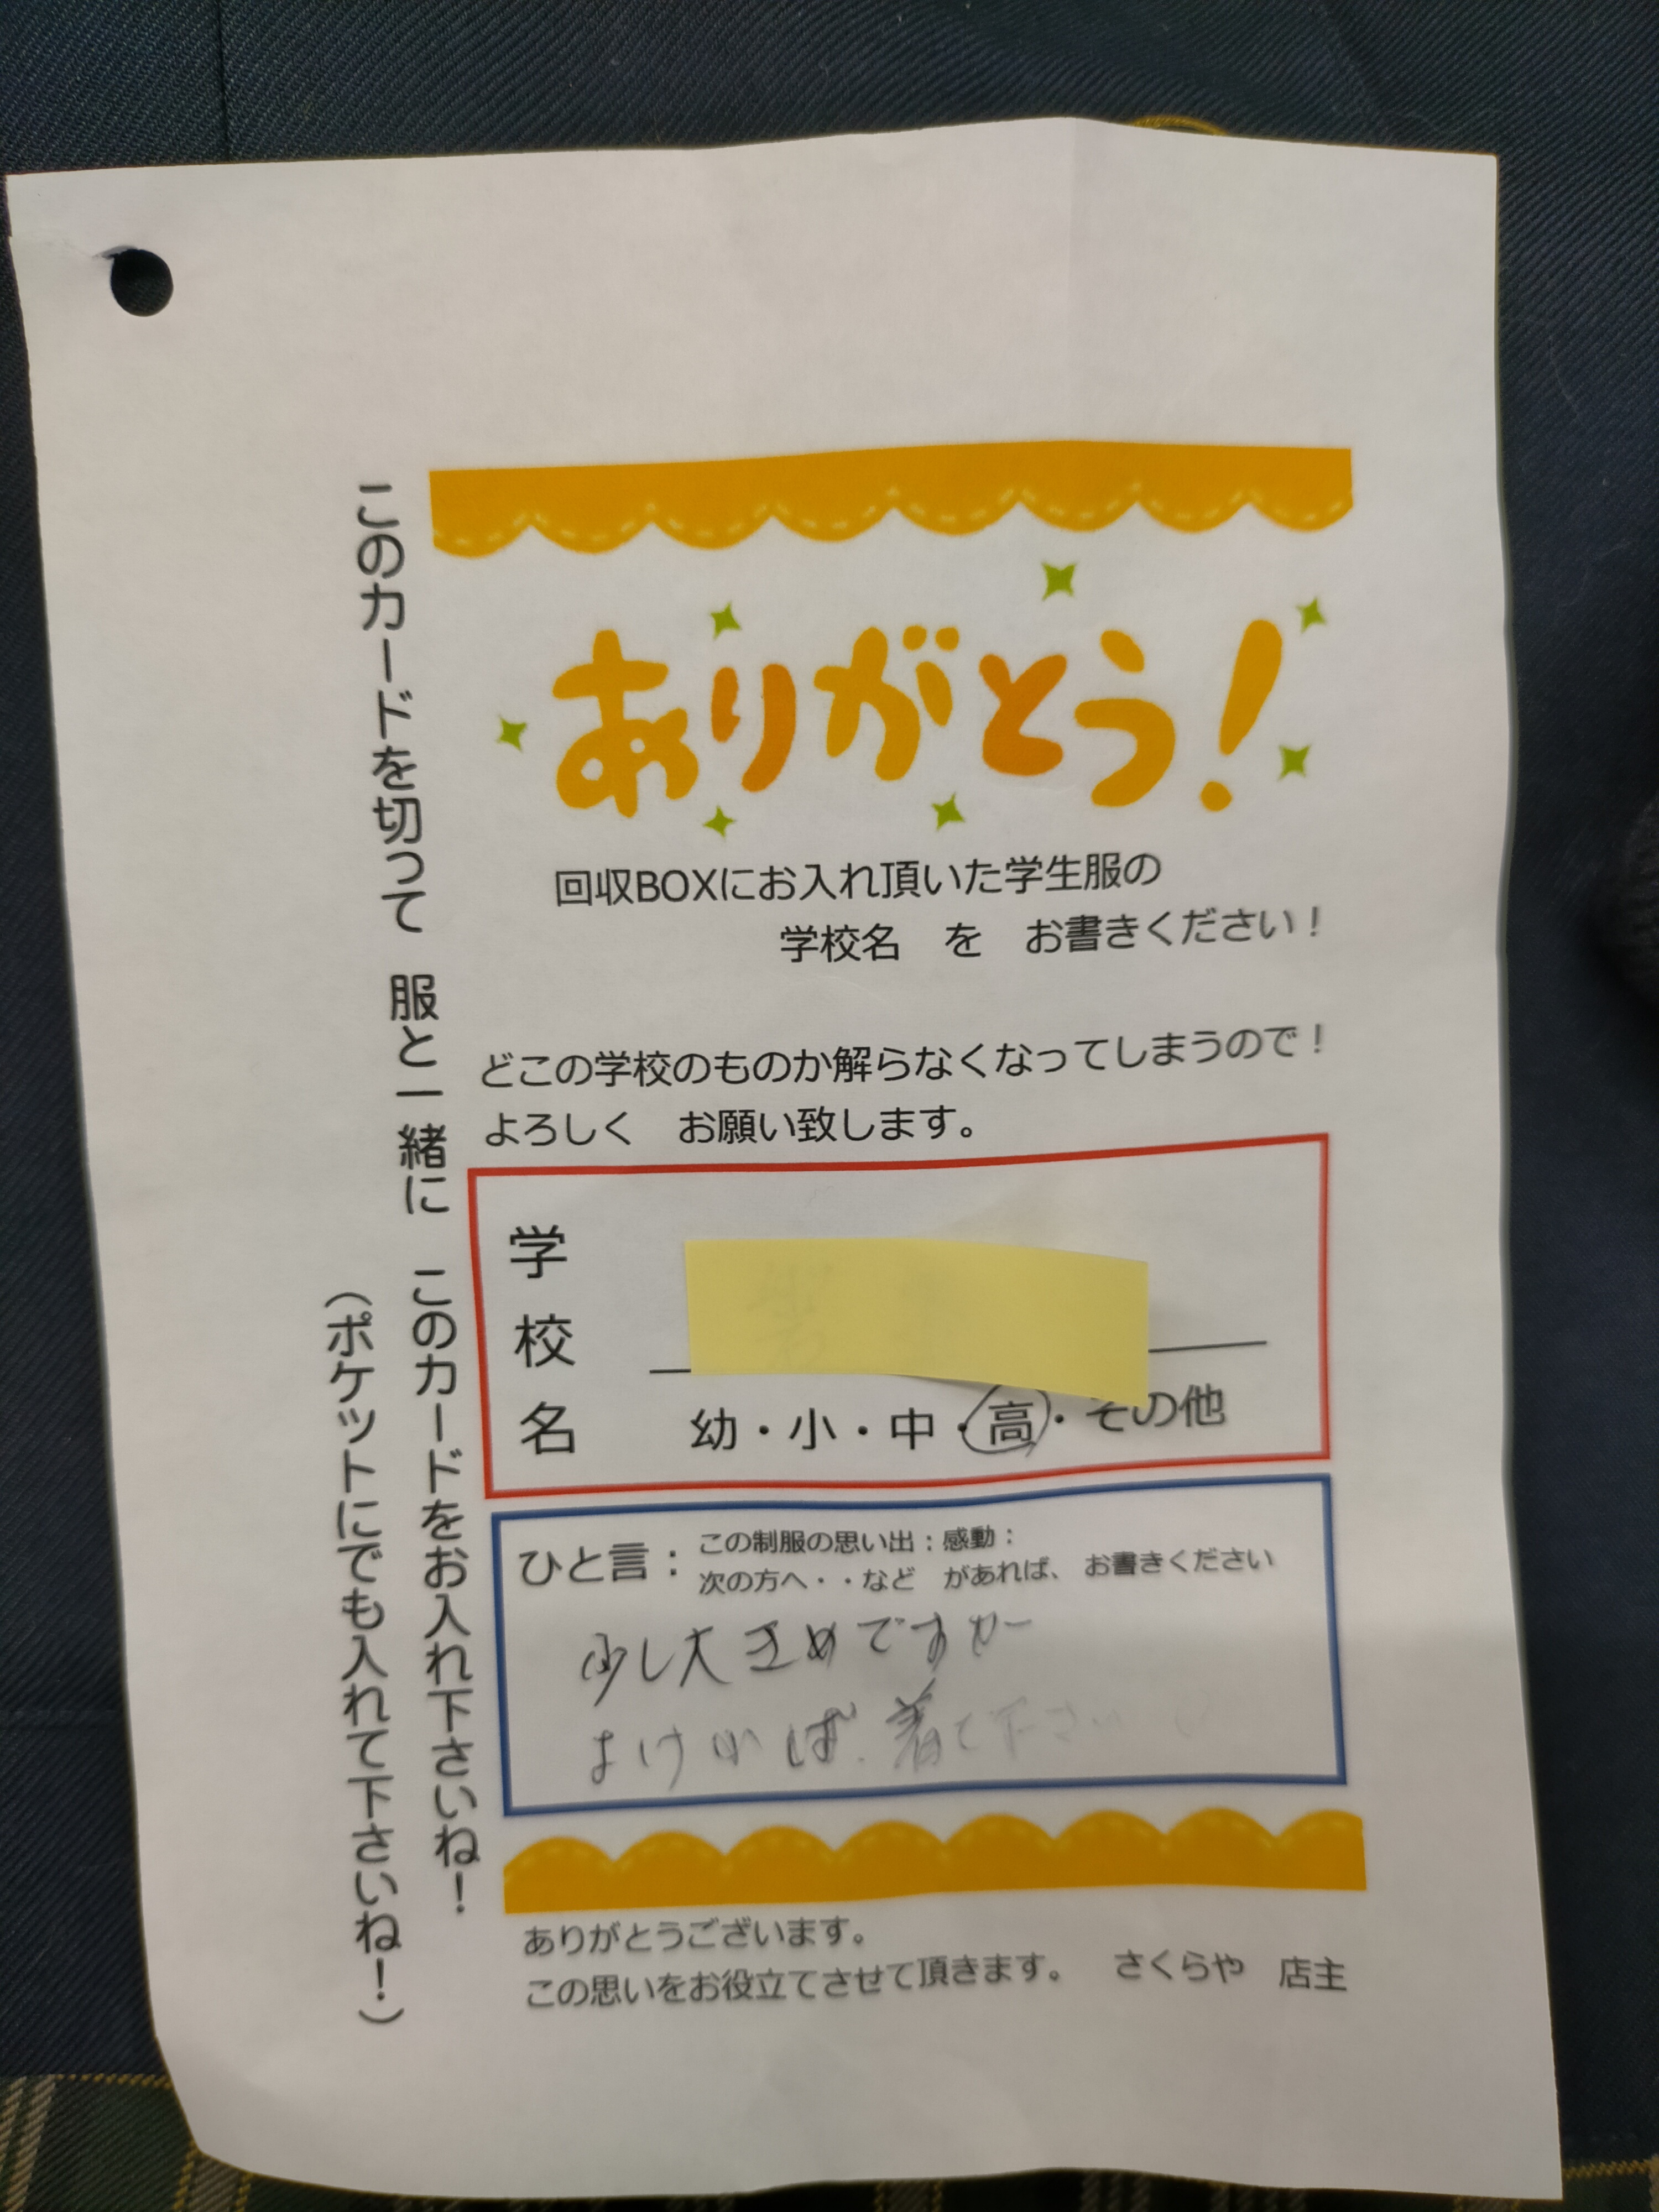 ありがとう!
回収BOXにお入れ頂いた学生服の
学校名 を お書きください!
どこの学校のものか解らなくなってしまうので!
よろしく お願い致します。
学校名
幼・小・中・高・その他
ひと言:
この制服の思い出:感動:
次の方へ・・など があれば、お書きください
少し大きめですが
よければ、着て下さい
ありがとうございます。
この思いをお役立てさせて頂きます。 さくらや 店主
このカードを切って 服と一緒に このカードをお入れ下さいね!
(ポケットにでも入れて下さいね!)